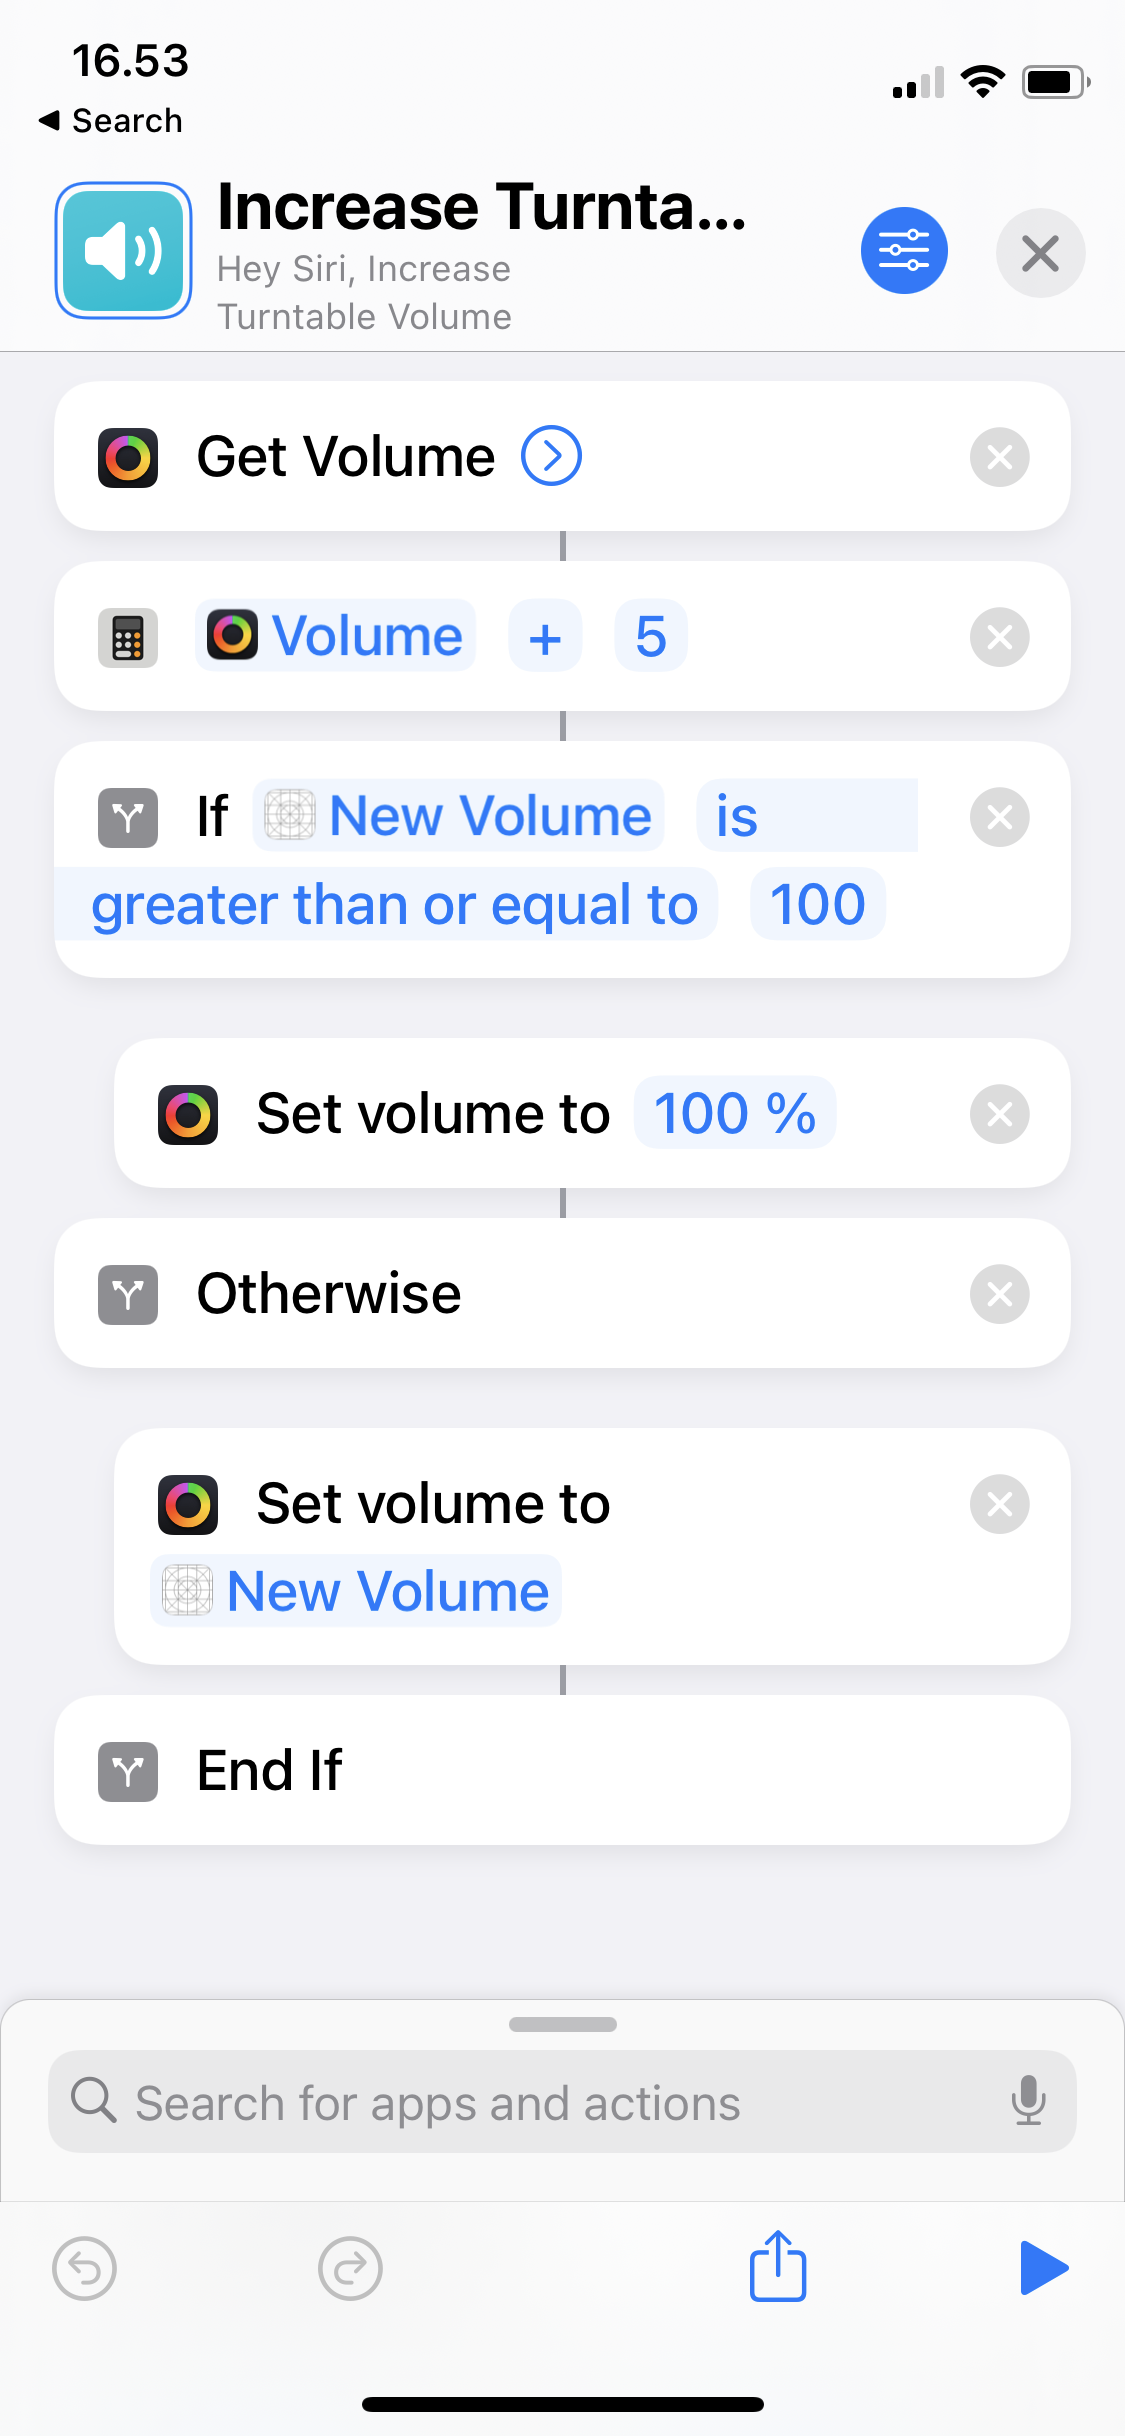 16.53
◀ Search
Increase Turnta...
Hey Siri, Increase
Turntable Volume
Get Volume
Volume + 5
If New Volume is
greater than or equal to 100
Set volume to 100 %
Otherwise
Set volume to
New Volume
End If
Search for apps and actions